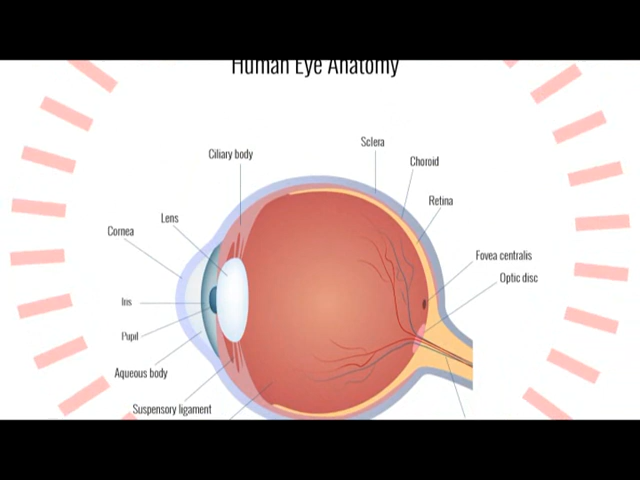 Human Eye Anatomy
Sclera
Ciliary body
Choroid
Retina
Lens
Cornea
Fovea centralis
Optic disc
Iris
Pupil
Aqueous body
Suspensory ligament